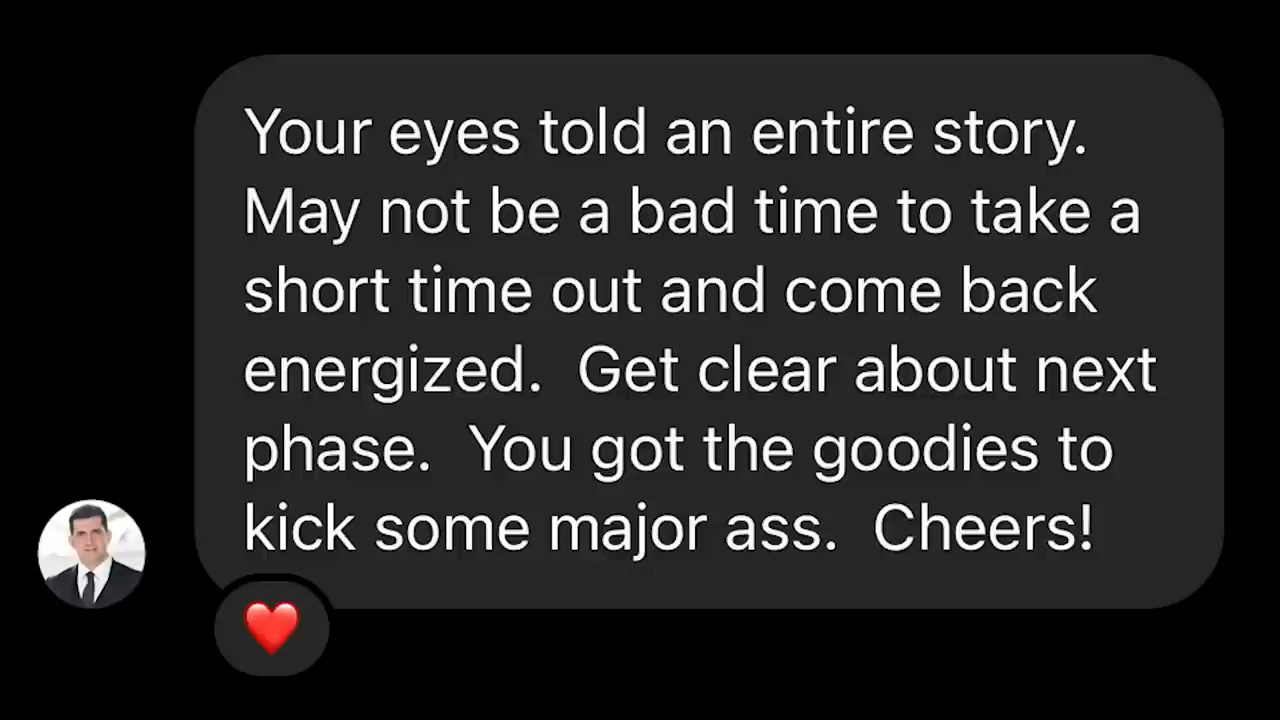 Your eyes told an entire story.
May not be a bad time to take a
short time out and come back
energized.  Get clear about next
phase.  You got the goodies to
kick some major ass.  Cheers!